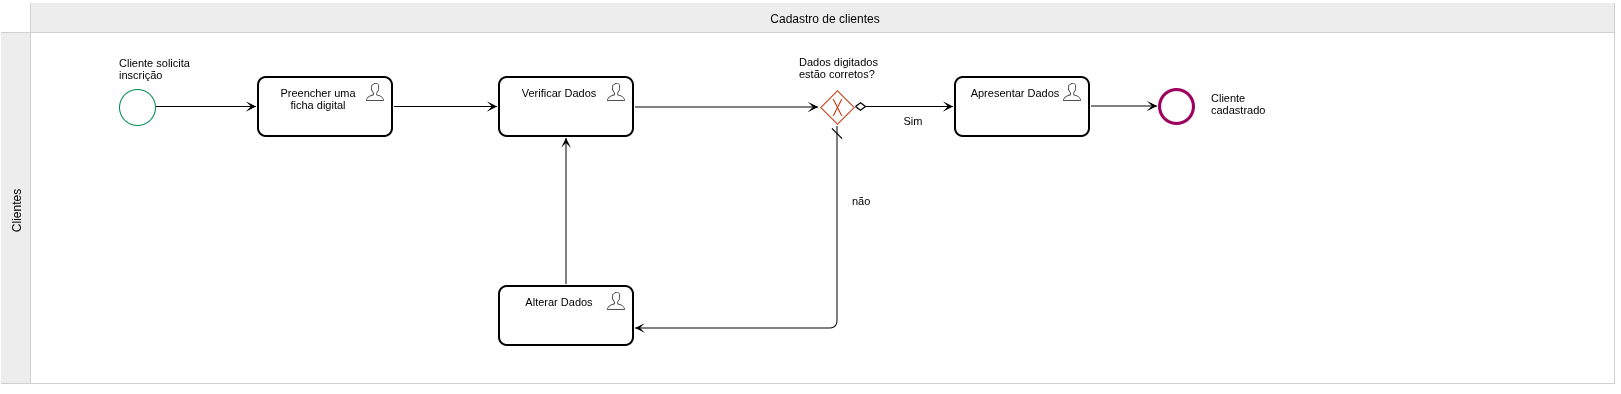 Cadastro de clientes
Clientes
Cliente solicita
inscrição
Preencher uma
ficha digital
Verificar Dados
Dados digitados
estão corretos?
Sim
Apresentar Dados
Cliente
cadastrado
não
Alterar Dados